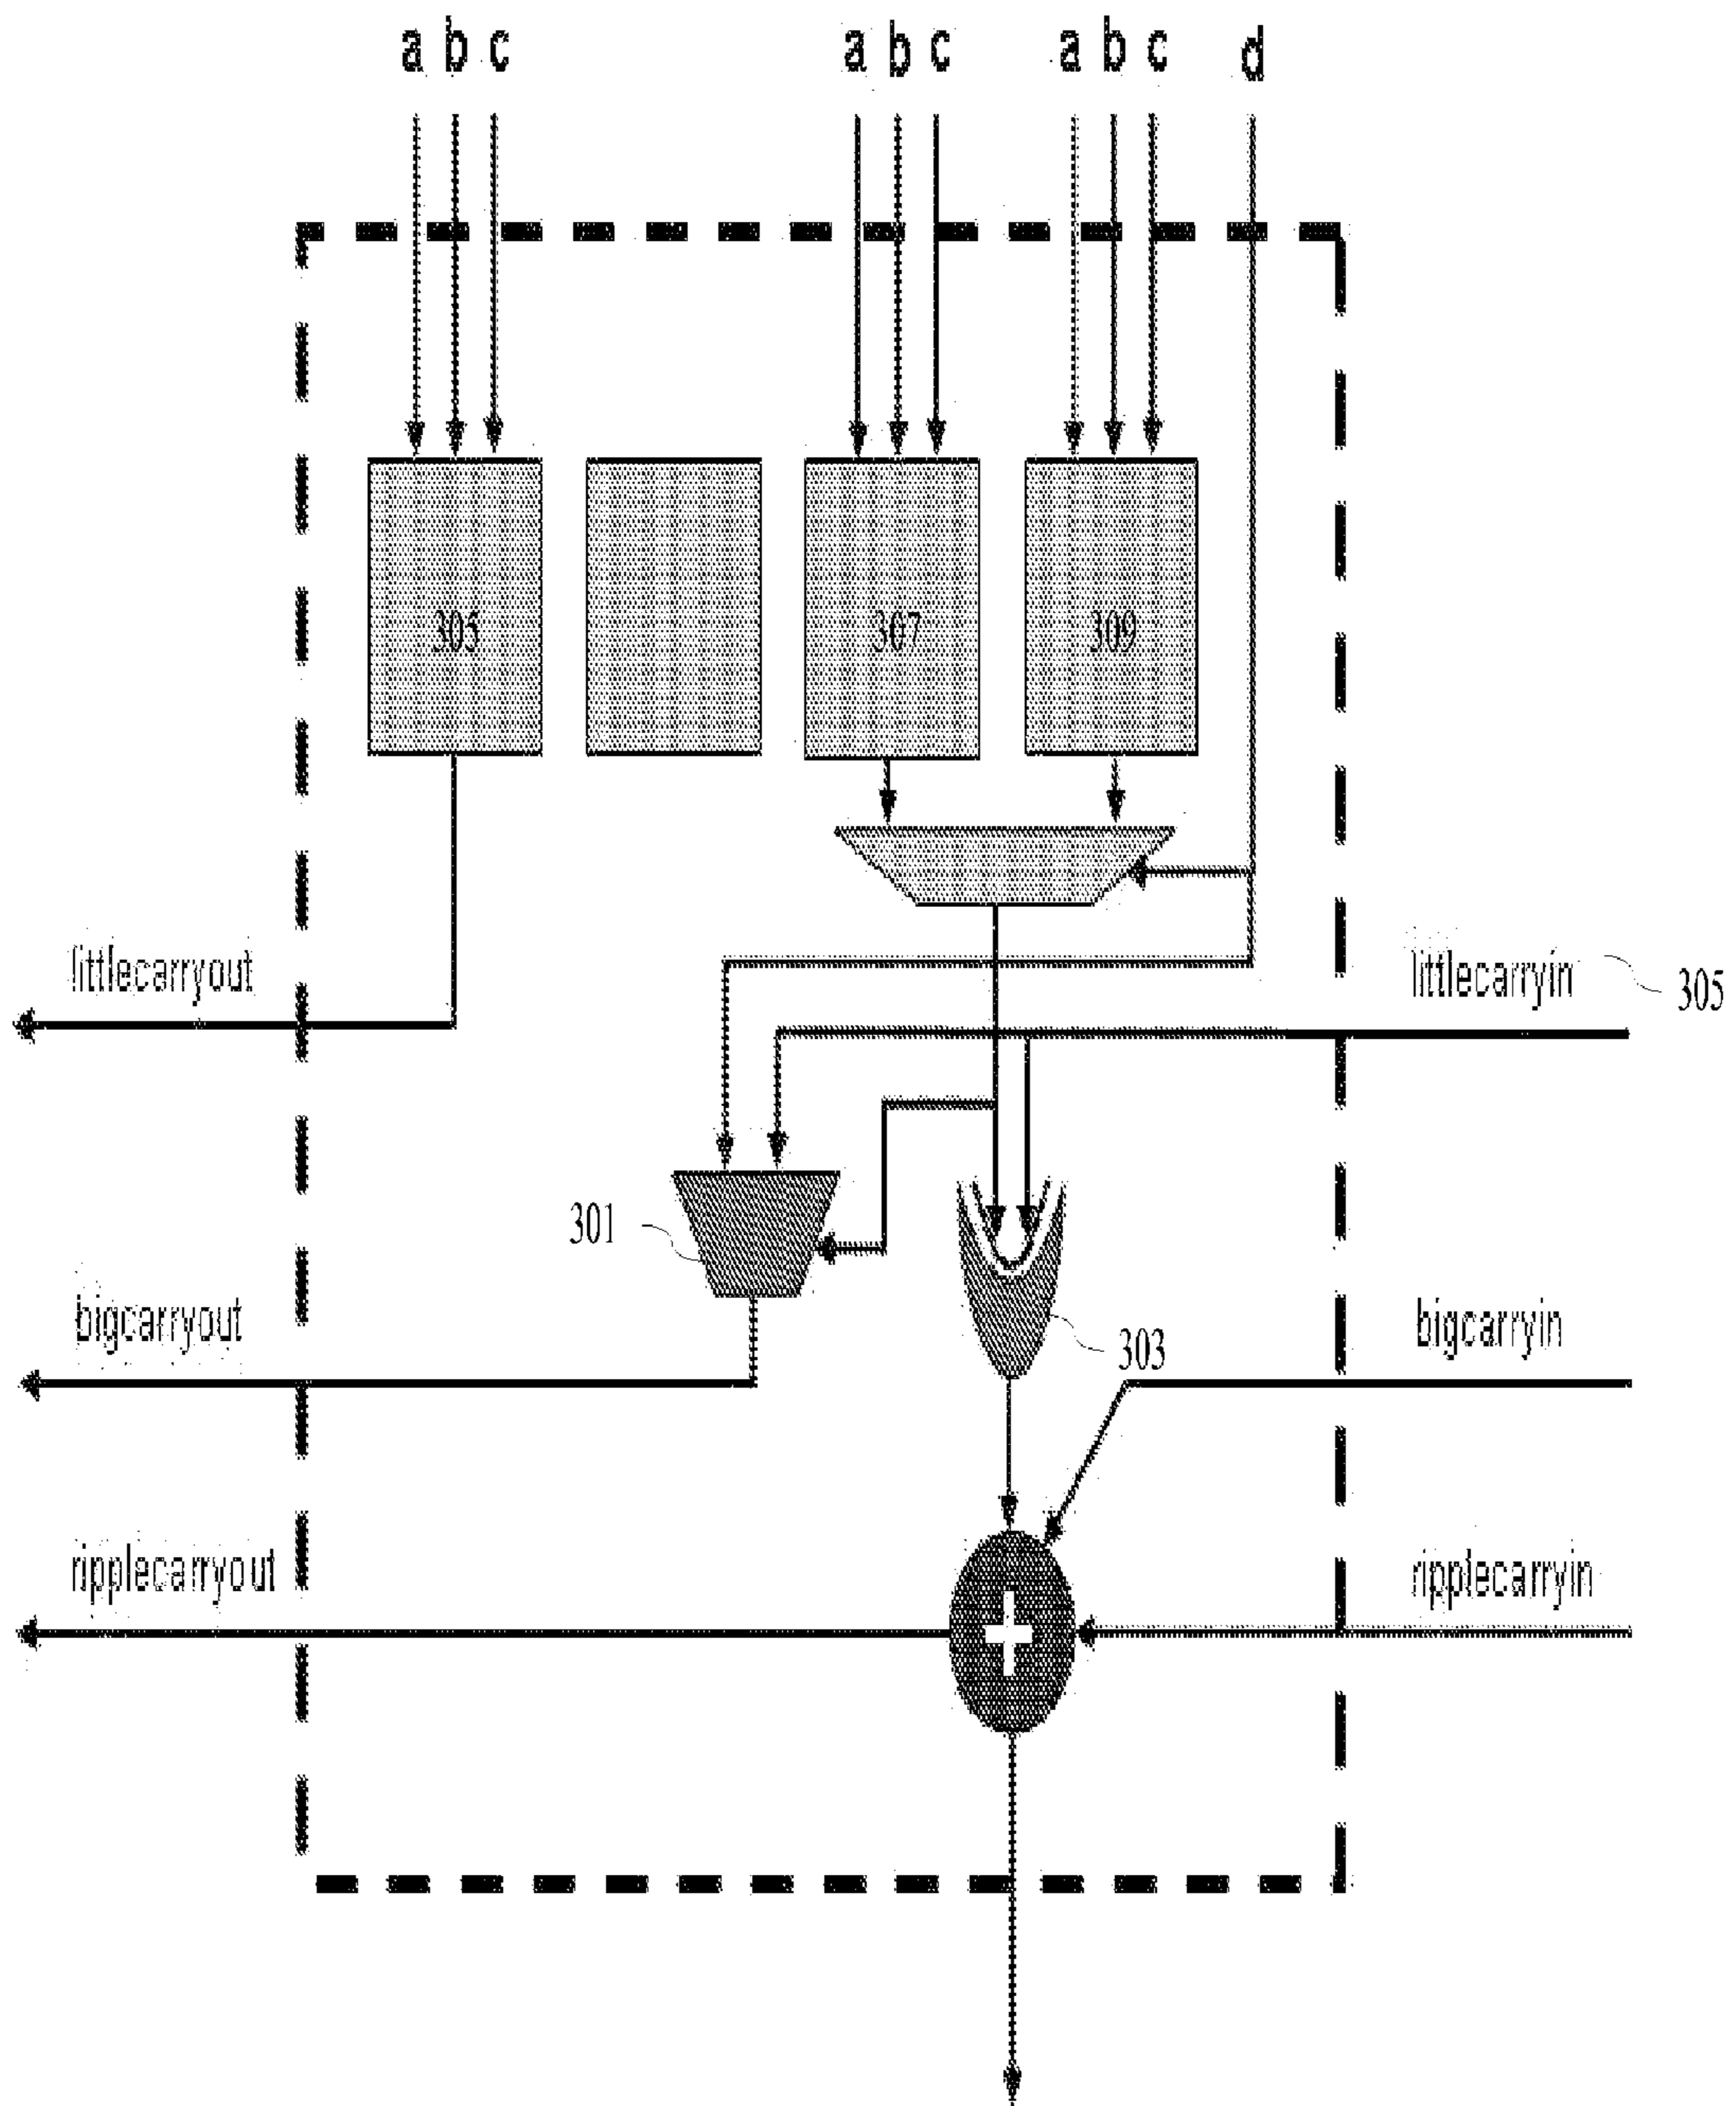 a b c a b c a b c d
305 307 309
littlecarryout littlecarryin 305
301
bigcarryout bigcarryin
303
ripplecarryout ripplecarryin